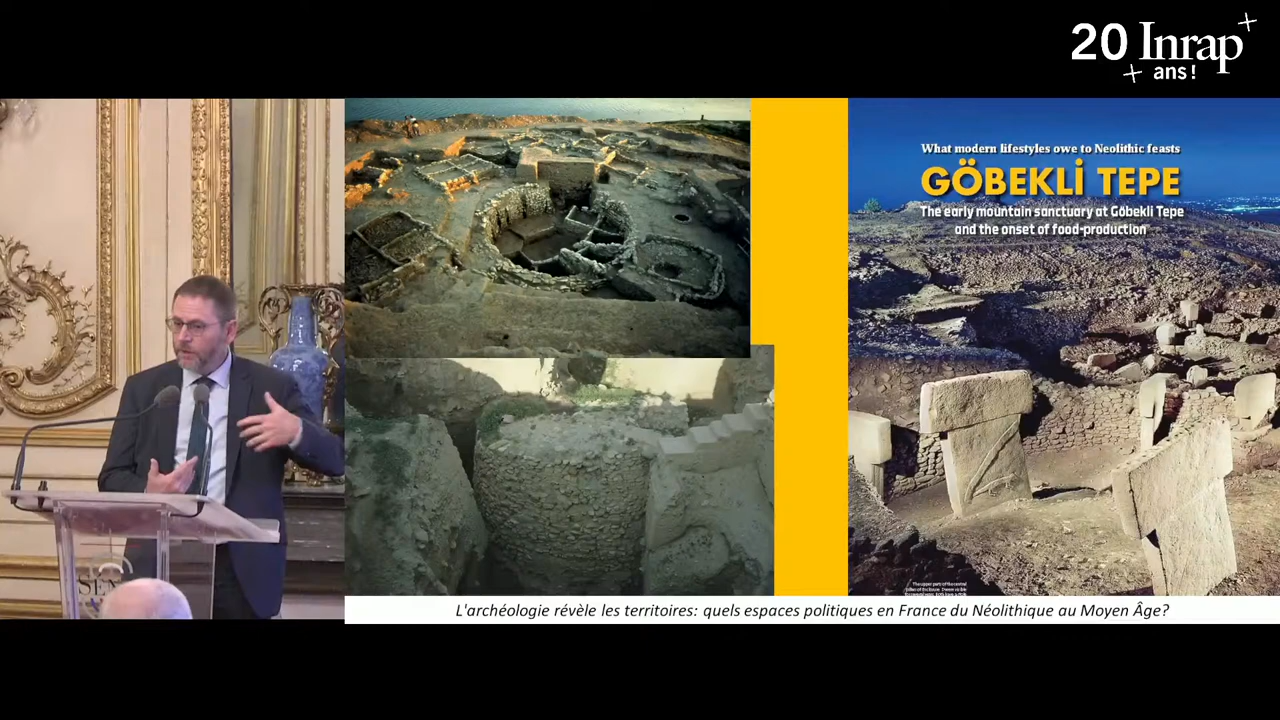 20 Inrap
ans !
What modern lifestyles owe to Neolithic feasts
GÖBEKLİ TEPE
The early mountain sanctuary at Göbekli Tepe
and the onset of food-production
L'archéologie révèle les territoires: quels espaces politiques en France du Néolithique au Moyen Âge?